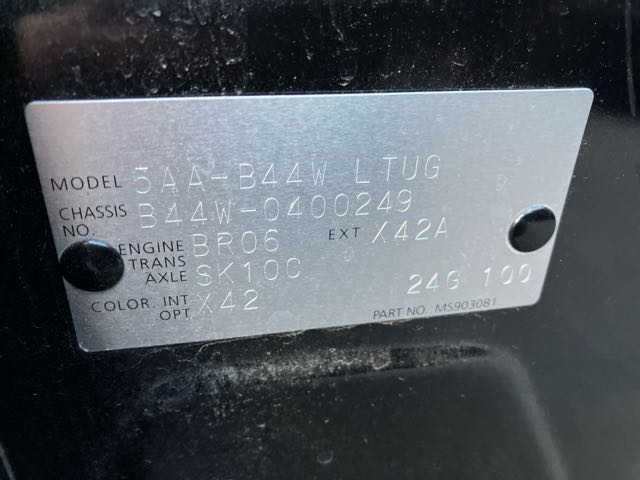 MODEL 5AA-B44W LTUG
CHASSIS NO. B44W-0400249
ENGINE BR06 EXT X42A
TRANS AXLE SK10C
COLOR. INT X42 24G 100
OPT.
PART NO. MS903081